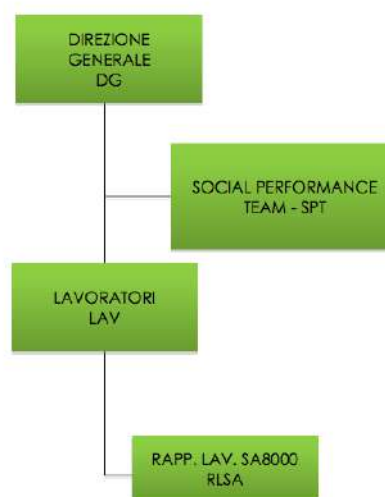 DIREZIONE
GENERALE
DG
SOCIAL PERFORMANCE
TEAM - SPT
LAVORATORI
LAV
RAPP. LAV. SA8000
RLSA